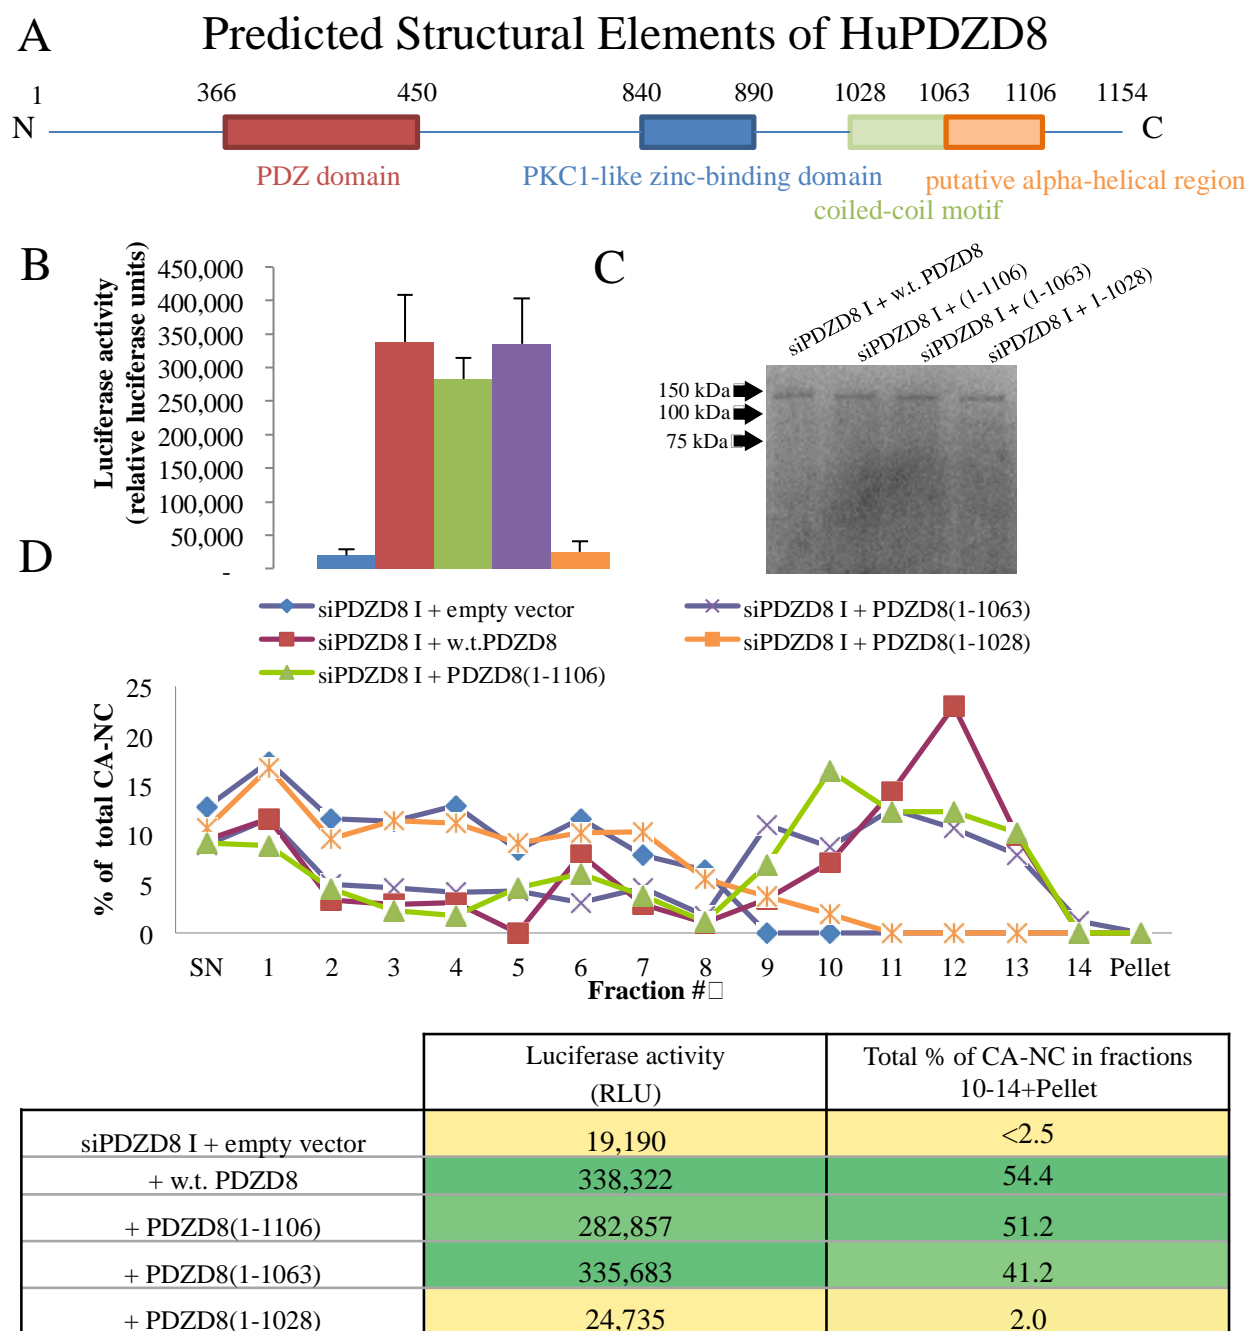 A
Predicted Structural Elements of HuPDZD8
1 366 450 840 890 1028 1063 1106 1154
N C
PDZ domain PKC1-like zinc-binding domain putative alpha-helical region
coiled-coil motif
B
Luciferase activity
(relative luciferase units)
450,000
400,000
350,000
300,000
250,000
200,000
150,000
100,000
50,000
-
C
siPDZD8 I + w.t. PDZD8
siPDZD8 I + (1-1106)
siPDZD8 I + (1-1063)
siPDZD8 I + 1-1028)
150 kDa
100 kDa
75 kDa
D
siPDZD8 I + empty vector
siPDZD8 I + w.t.PDZD8
siPDZD8 I + PDZD8(1-1106)
siPDZD8 I + PDZD8(1-1063)
siPDZD8 I + PDZD8(1-1028)
% of total CA-NC
25
20
15
10
5
0
SN 1 2 3 4 5 6 7 8 9 10 11 12 13 14 Pellet
Fraction #□
Luciferase activity
(RLU)
Total % of CA-NC in fractions
10-14+Pellet
siPDZD8 I + empty vector 19,190 <2.5
+ w.t. PDZD8 338,322 54.4
+ PDZD8(1-1106) 282,857 51.2
+ PDZD8(1-1063) 335,683 41.2
+ PDZD8(1-1028) 24,735 2.0